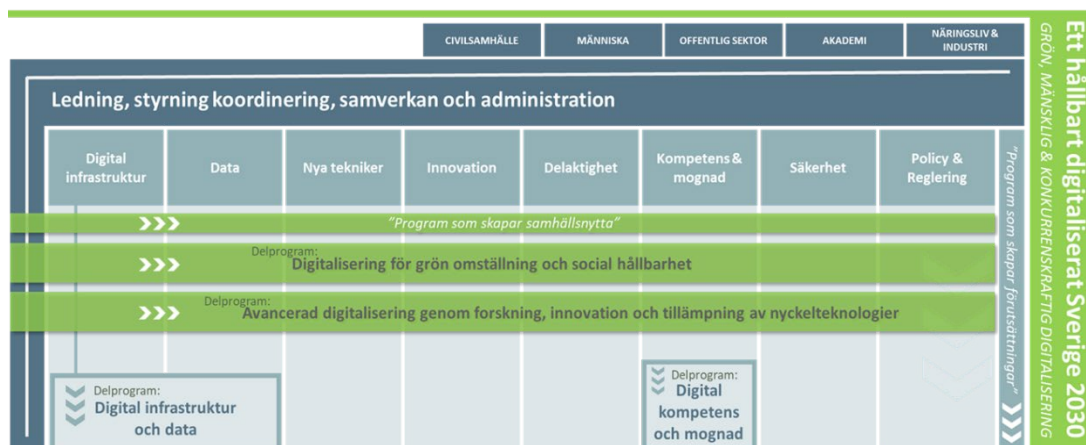 CIVILSAMHÄLLE
MÄNNISKA
OFFENTLIG SEKTOR
AKADEMI
NÄRINGSLIV &
INDUSTRI
Ledning, styrning koordinering, samverkan och administration
Digital
infrastruktur
Data
Nya tekniker
Innovation
Delaktighet
Kompetens &
mognad
Säkerhet
Policy &
Reglering
"Program som skapar samhällsnytta"
Delprogram:
Digitalisering för grön omställning och social hållbarhet
Delprogram:
Avancerad digitalisering genom forskning, innovation och tillämpning av nyckelteknologier
Delprogram:
Digital infrastruktur
och data
Delprogram:
Digital
kompetens
och mognad
"Program som skapar förutsättningar"
Ett hållbart digitaliserat Sverige 2030
GRÖN, MÄNSKLIG & KONKURRENSKRAFTIG DIGITALISERING